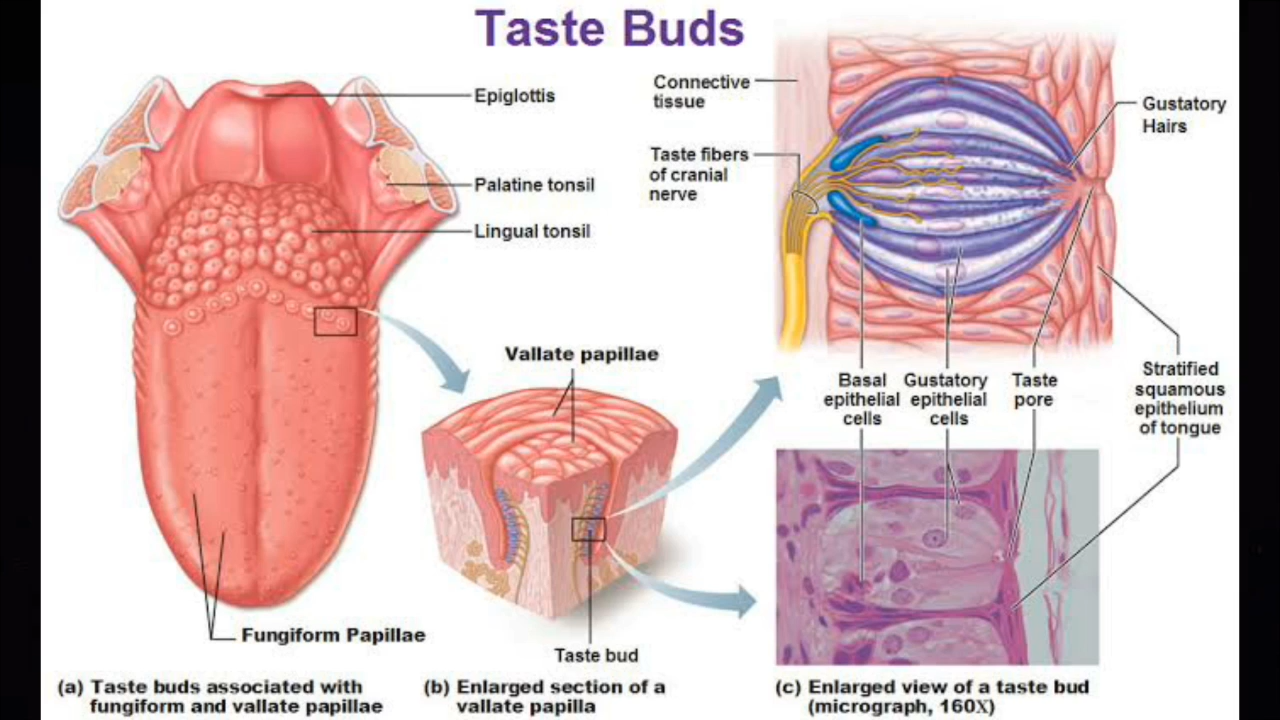 Taste Buds
Epiglottis
Palatine tonsil
Lingual tonsil
Fungiform Papillae
(a) Taste buds associated with
fungiform and vallate papillae
Vallate papillae
Taste bud
(b) Enlarged section of a
vallate papilla
Connective
tissue
Taste fibers
of cranial
nerve
Gustatory
Hairs
Basal
epithelial
cells
Gustatory
epithelial
cells
Taste
pore
Stratified
squamous
epithelium
of tongue
(c) Enlarged view of a taste bud
(micrograph, 160X)